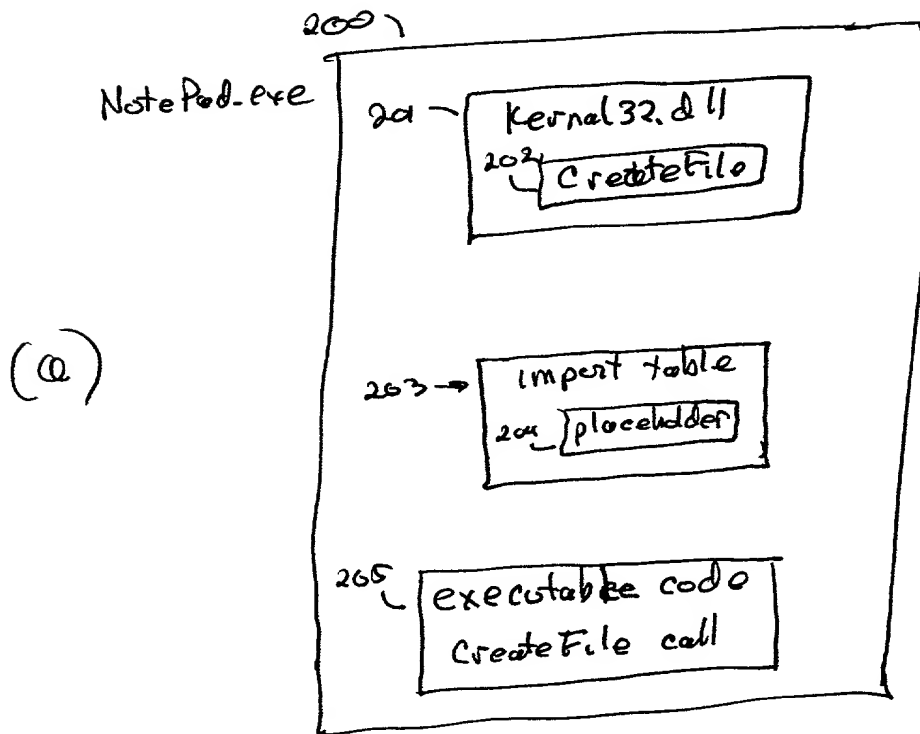 200
NotePad.exe
201
Kernal32.dll
202
CreateFile
(a)
203
import table
204
placeholder
205
executable code
CreateFile call